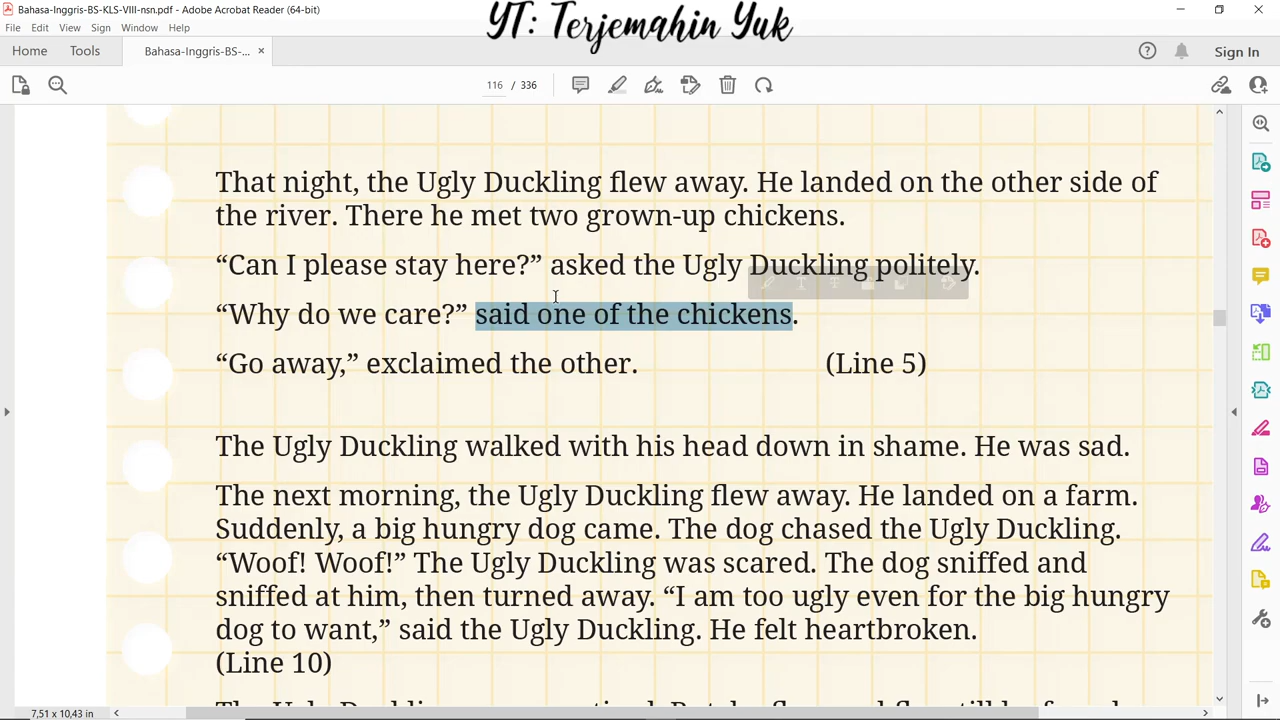 Bahasa-Inggris-BS-KLS-VIII-nsn.pdf - Adobe Acrobat Reader (64-bit)
YT: Terjemahin Yuk
File Edit View Sign Window Help
Home Tools Bahasa-Inggris-BS-... × Sign In
116 / 336
That night, the Ugly Duckling flew away. He landed on the other side of
the river. There he met two grown-up chickens.
“Can I please stay here?” asked the Ugly Duckling politely.
“Why do we care?” said one of the chickens.
“Go away,” exclaimed the other. (Line 5)
The Ugly Duckling walked with his head down in shame. He was sad.
The next morning, the Ugly Duckling flew away. He landed on a farm.
Suddenly, a big hungry dog came. The dog chased the Ugly Duckling.
“Woof! Woof!” The Ugly Duckling was scared. The dog sniffed and
sniffed at him, then turned away. “I am too ugly even for the big hungry
dog to want,” said the Ugly Duckling. He felt heartbroken.
(Line 10)
7,51 x 10,43 in